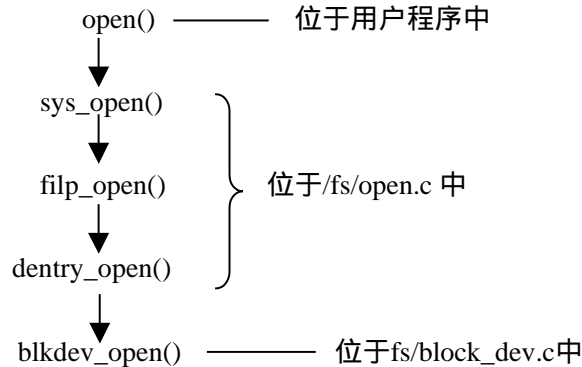 open() 位于用户程序中
sys_open()
filp_open() 位于/fs/open.c 中
dentry_open()
blkdev_open() 位于fs/block_dev.c中